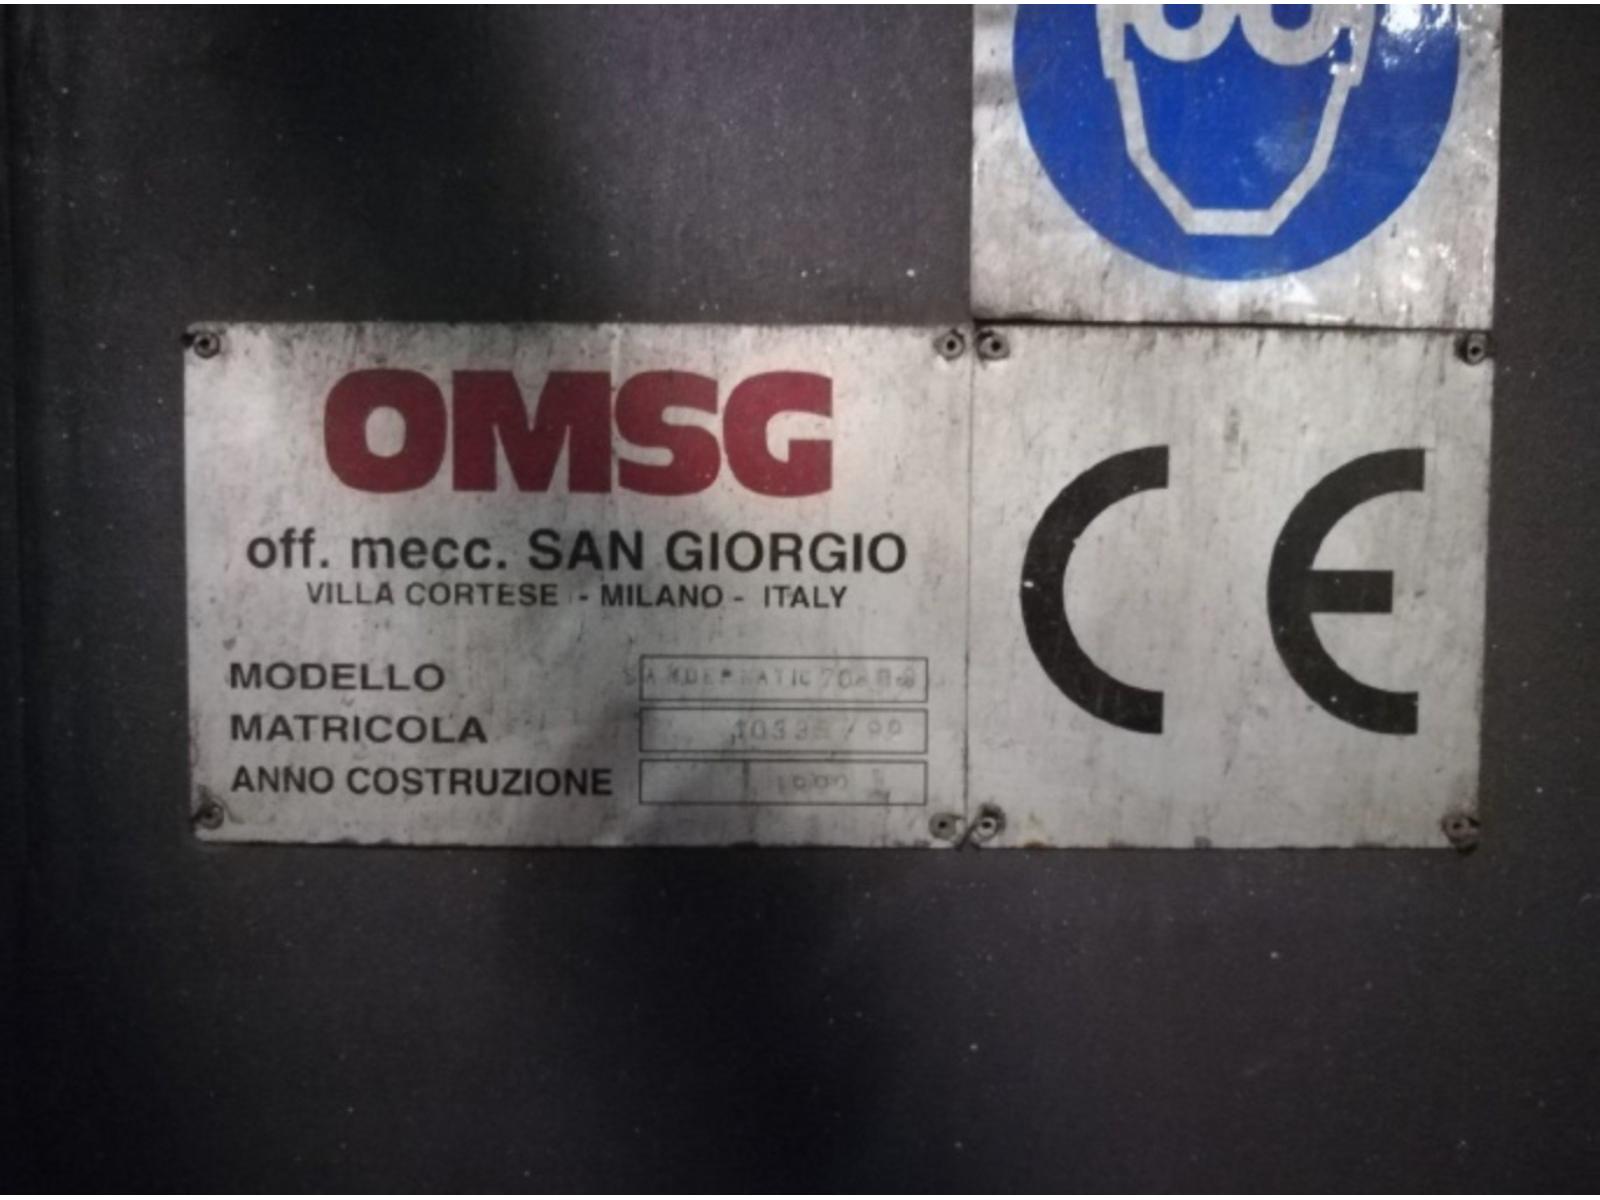 OMSG
off. mecc. SAN GIORGIO
VILLA CORTESE - MILANO - ITALY
MODELLO
MATRICOLA
ANNO COSTRUZIONE
CE